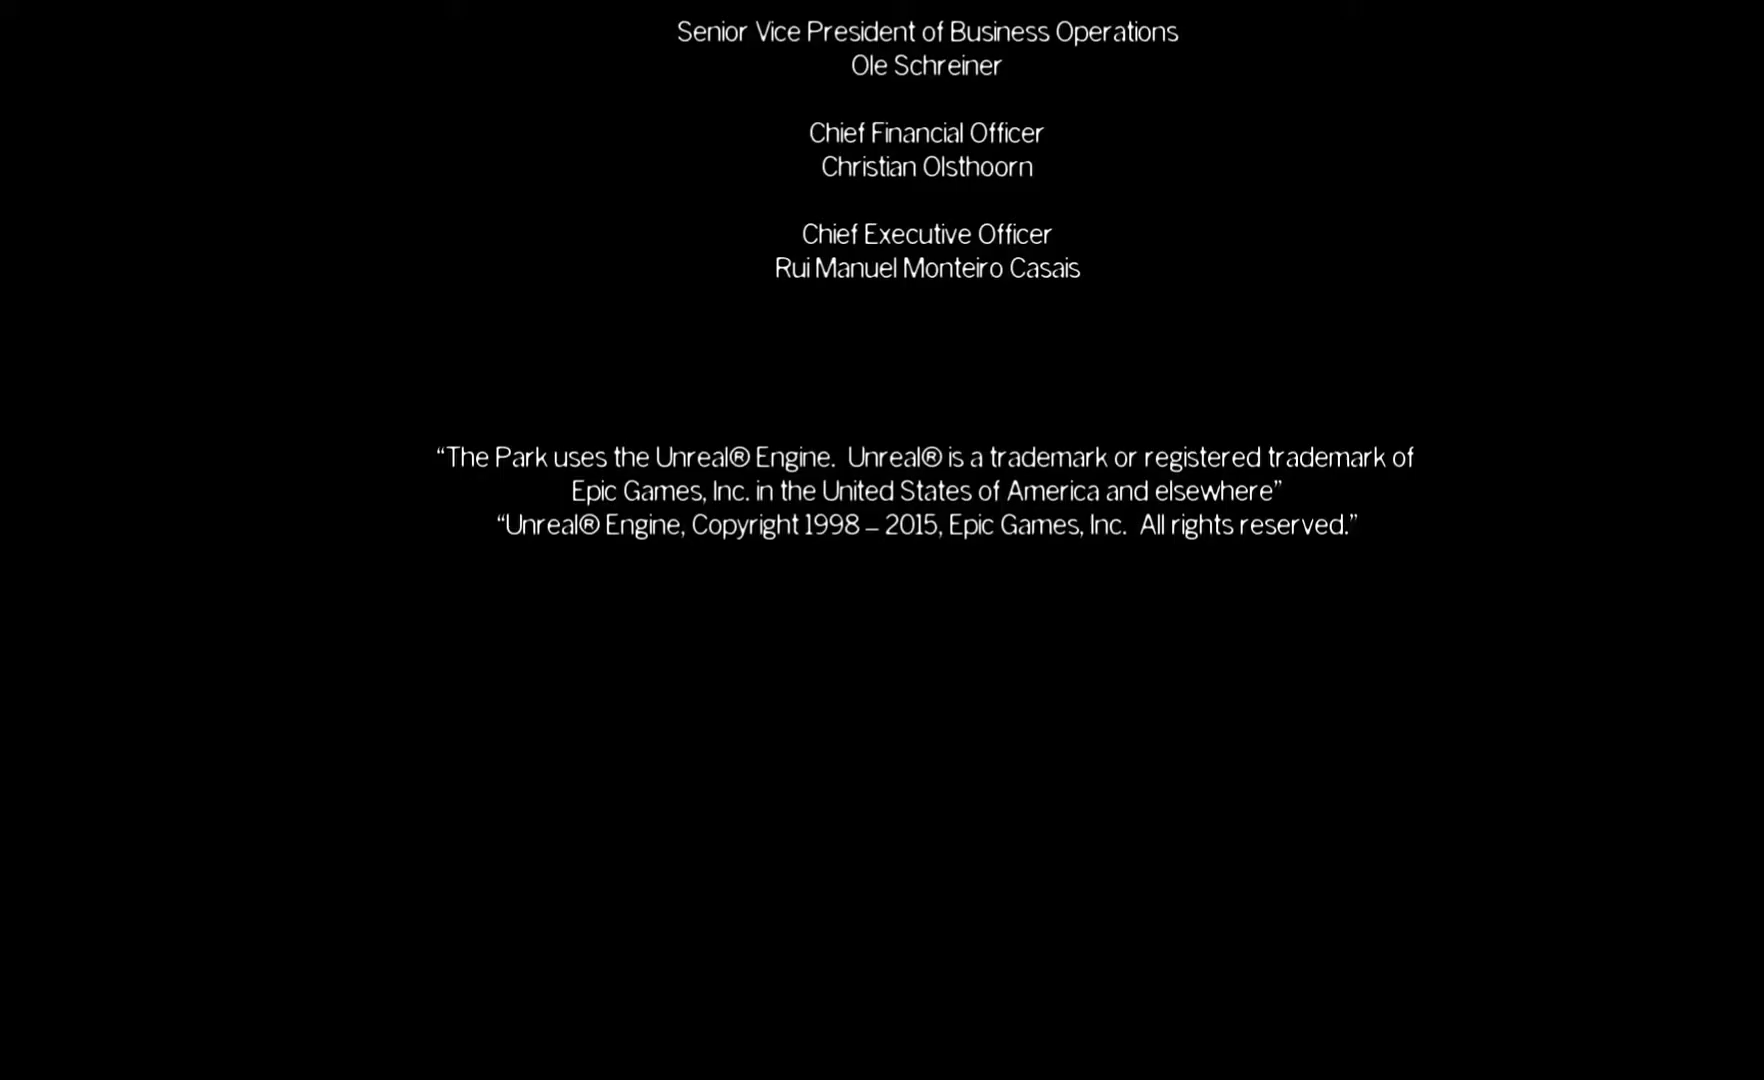 Senior Vice President of Business Operations
Ole Schreiner
Chief Financial Officer
Christian Olsthoorn
Chief Executive Officer
Rui Manuel Monteiro Casais
“The Park uses the Unreal® Engine.  Unreal® is a trademark or registered trademark of
Epic Games, Inc. in the United States of America and elsewhere”
“Unreal® Engine, Copyright 1998 – 2015, Epic Games, Inc.  All rights reserved.”